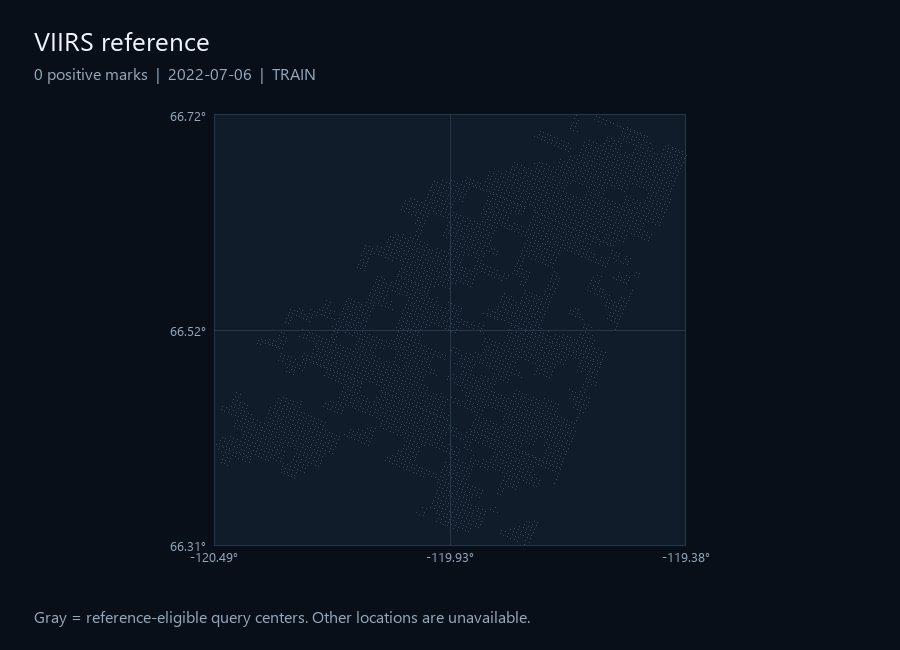 VIIRS reference
0 positive marks | 2022-07-06 | TRAIN
66.72°
66.52°
66.31°
-120.49°
-119.93°
-119.38°
Gray = reference-eligible query centers. Other locations are unavailable.